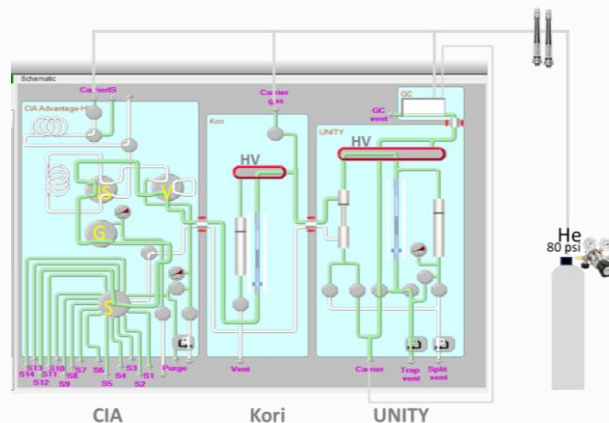 Schematic
CarrierIS
Carrier
gas
GC
GC
vent
CIA Advantage-H
Kori
UNITY
HV
HV
IS
V
G
S
He
80 psi
S13
S14
S11
S12
S10
S9
S8
S7
S6
S5
S4
S3
S2
S1
Purge
Vent
Carrier
Trap
vent
Split
vent
CIA
Kori
UNITY